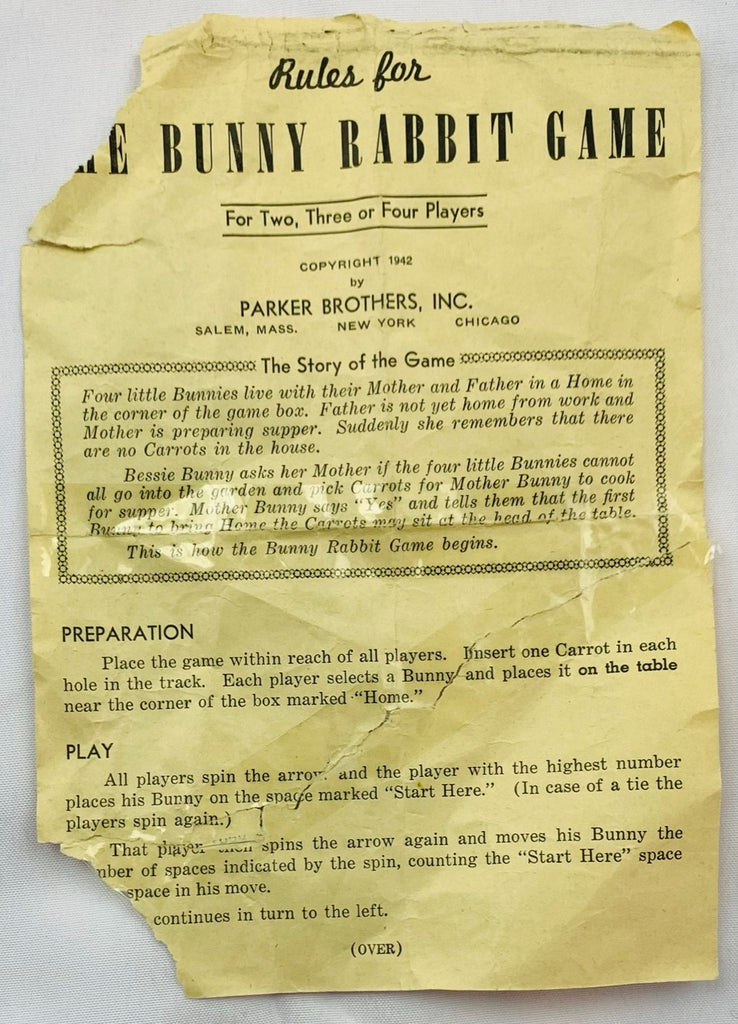 Rules for
BUNNY RABBIT GAME
For Two, Three or Four Players
COPYRIGHT 1942
by
PARKER BROTHERS, INC.
SALEM, MASS. NEW YORK CHICAGO
The Story of the Game
Four little Bunnies live with their Mother and Father in a Home in
the corner of the game box. Father is not yet home from work and
Mother is preparing supper. Suddenly she remembers that there
are no Carrots in the house.
Bessie Bunny asks her Mother if the four little Bunnies cannot
all go into the garden and pick Carrots for Mother Bunny to cook
for supper. Mother Bunny says "Yes" and tells them that the first
Bunny to bring Home the Carrots may sit at the head of the table.
This is how the Bunny Rabbit Game begins.
PREPARATION
Place the game within reach of all players. Insert one Carrot in each
hole in the track. Each player selects a Bunny and places it on the table
near the corner of the box marked "Home."
PLAY
All players spin the arrow and the player with the highest number
places his Bunny on the space marked "Start Here." (In case of a tie the
players spin again.)
That player then spins the arrow again and moves his Bunny the
of spaces indicated by the spin, counting the "Start Here" space
space in his move.
continues in turn to the left.
(OVER)